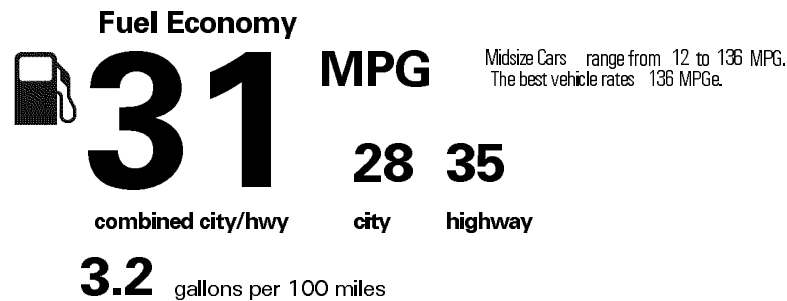 Fuel Economy
31 MPG
Midsize Cars range from 12 to 136 MPG.
The best vehicle rates 136 MPGe.
28 35
combined city/hwy city highway
3.2 gallons per 100 miles